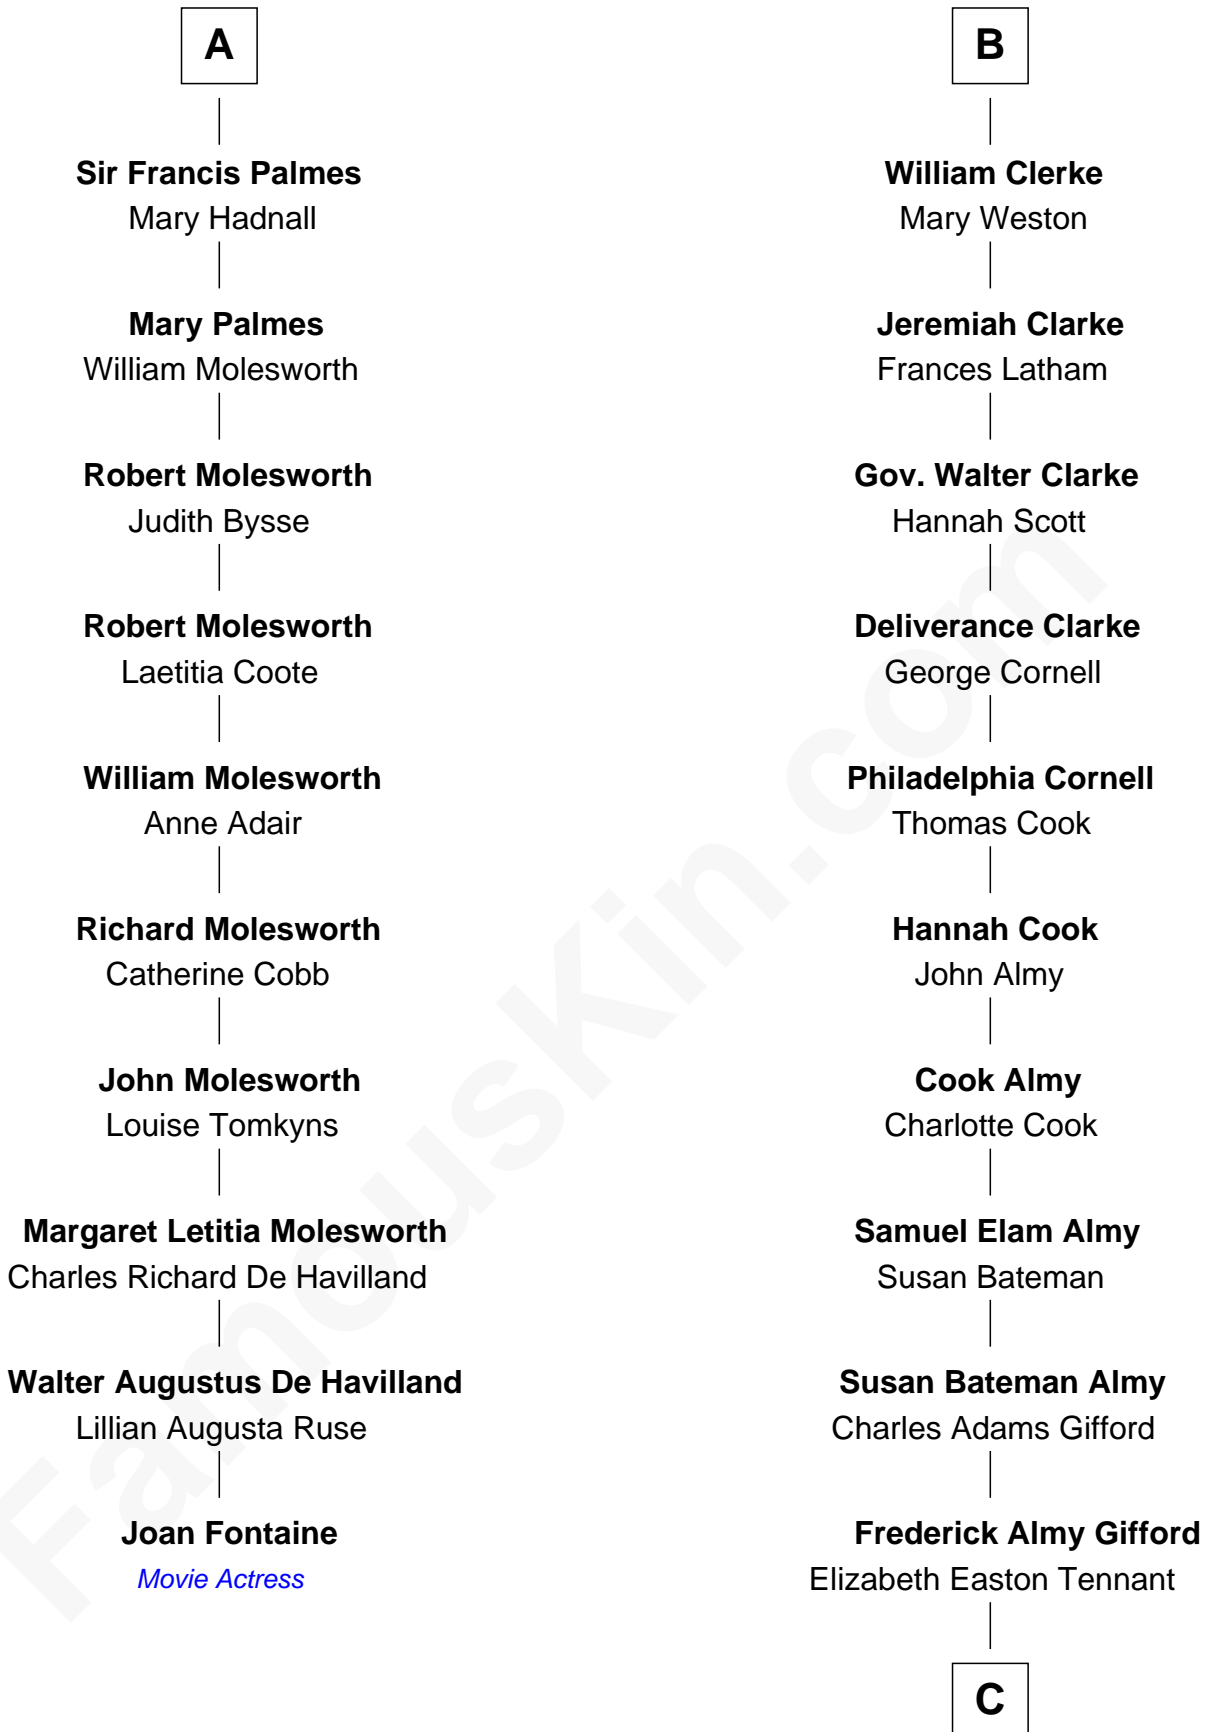 A
Sir Francis Palmes
Mary Hadnall
Mary Palmes
William Molesworth
Robert Molesworth
Judith Bysse
Robert Molesworth
Laetitia Coote
William Molesworth
Anne Adair
Richard Molesworth
Catherine Cobb
John Molesworth
Louise Tomkyns
Margaret Letitia Molesworth
Charles Richard De Havilland
Walter Augustus De Havilland
Lillian Augusta Ruse
Joan Fontaine
Movie Actress
B
William Clerke
Mary Weston
Jeremiah Clarke
Frances Latham
Gov. Walter Clarke
Hannah Scott
Deliverance Clarke
George Cornell
Philadelphia Cornell
Thomas Cook
Hannah Cook
John Almy
Cook Almy
Charlotte Cook
Samuel Elam Almy
Susan Bateman
Susan Bateman Almy
Charles Adams Gifford
Frederick Almy Gifford
Elizabeth Easton Tennant
C
FamousKin.com